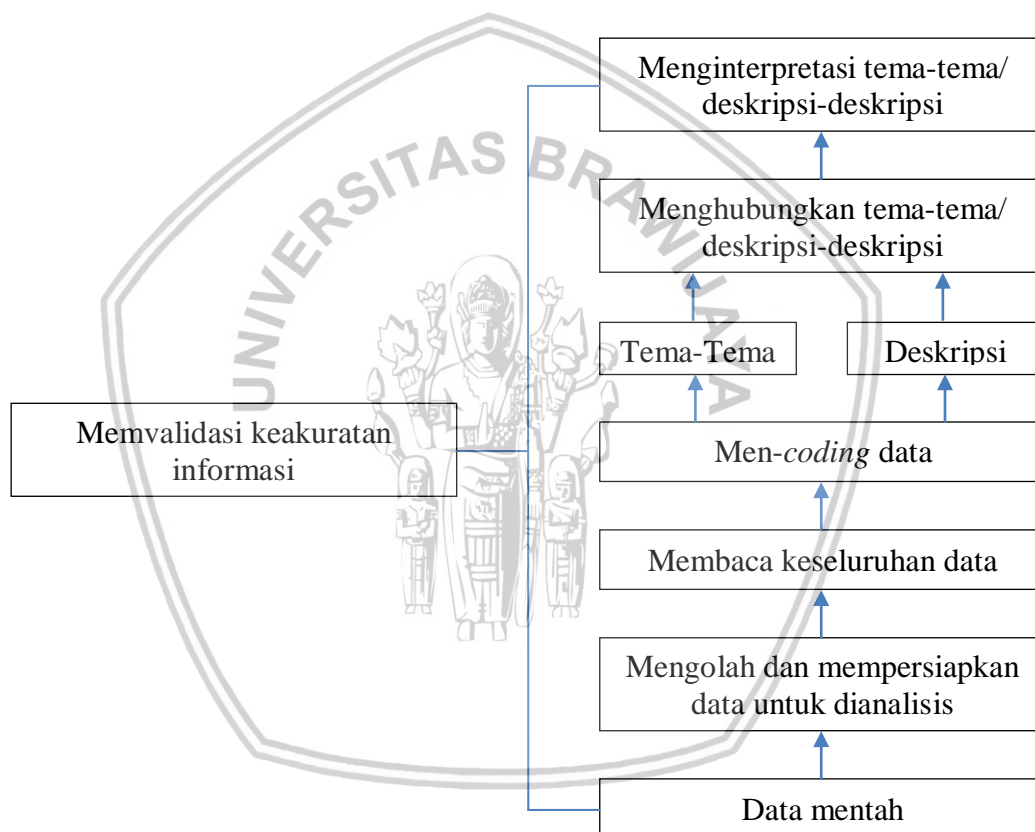 Menginterpretasi tema-tema/
deskripsi-deskripsi
Menghubungkan tema-tema/
deskripsi-deskripsi
Tema-Tema
Deskripsi
Memvalidasi keakuratan
informasi
Men-coding data
Membaca keseluruhan data
Mengolah dan mempersiapkan
data untuk dianalisis
Data mentah
UNIVERSITAS BRAWIJAYA